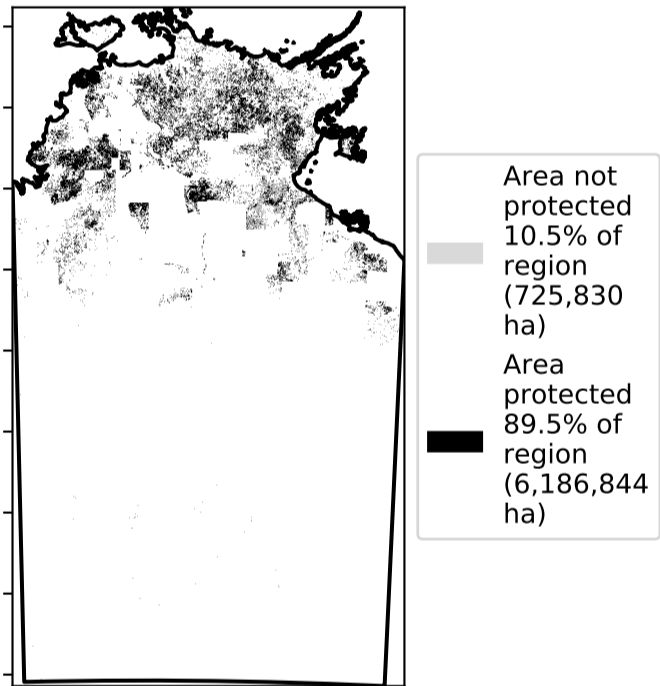 Area not
protected
10.5% of
region
(725,830
ha)
Area
protected
89.5% of
region
(6,186,844
ha)